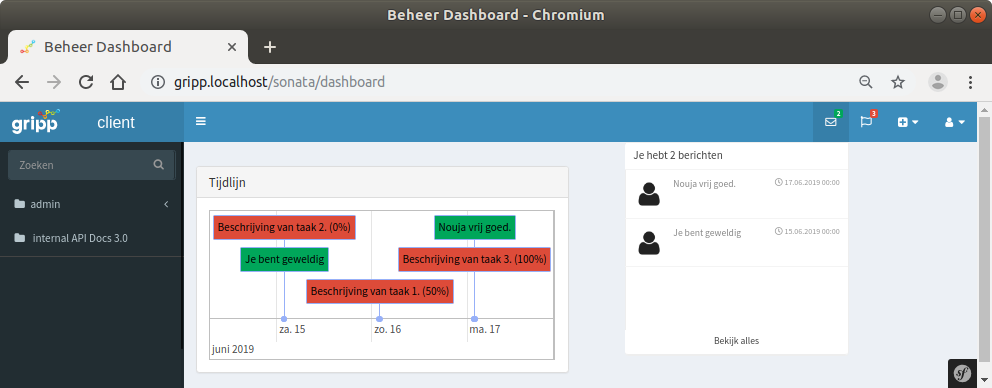 Beheer Dashboard - Chromium
Beheer Dashboard
gripp.localhost/sonata/dashboard
gripp client
2
3
Zoeken
admin
internal API Docs 3.0
Tijdlijn
Beschrijving van taak 2. (0%)
Nouja vrij goed.
Je bent geweldig
Beschrijving van taak 3. (100%)
Beschrijving van taak 1. (50%)
za. 15
zo. 16
ma. 17
juni 2019
Je hebt 2 berichten
Nouja vrij goed.
17.06.2019 00:00
Je bent geweldig
15.06.2019 00:00
Bekijk alles
sf